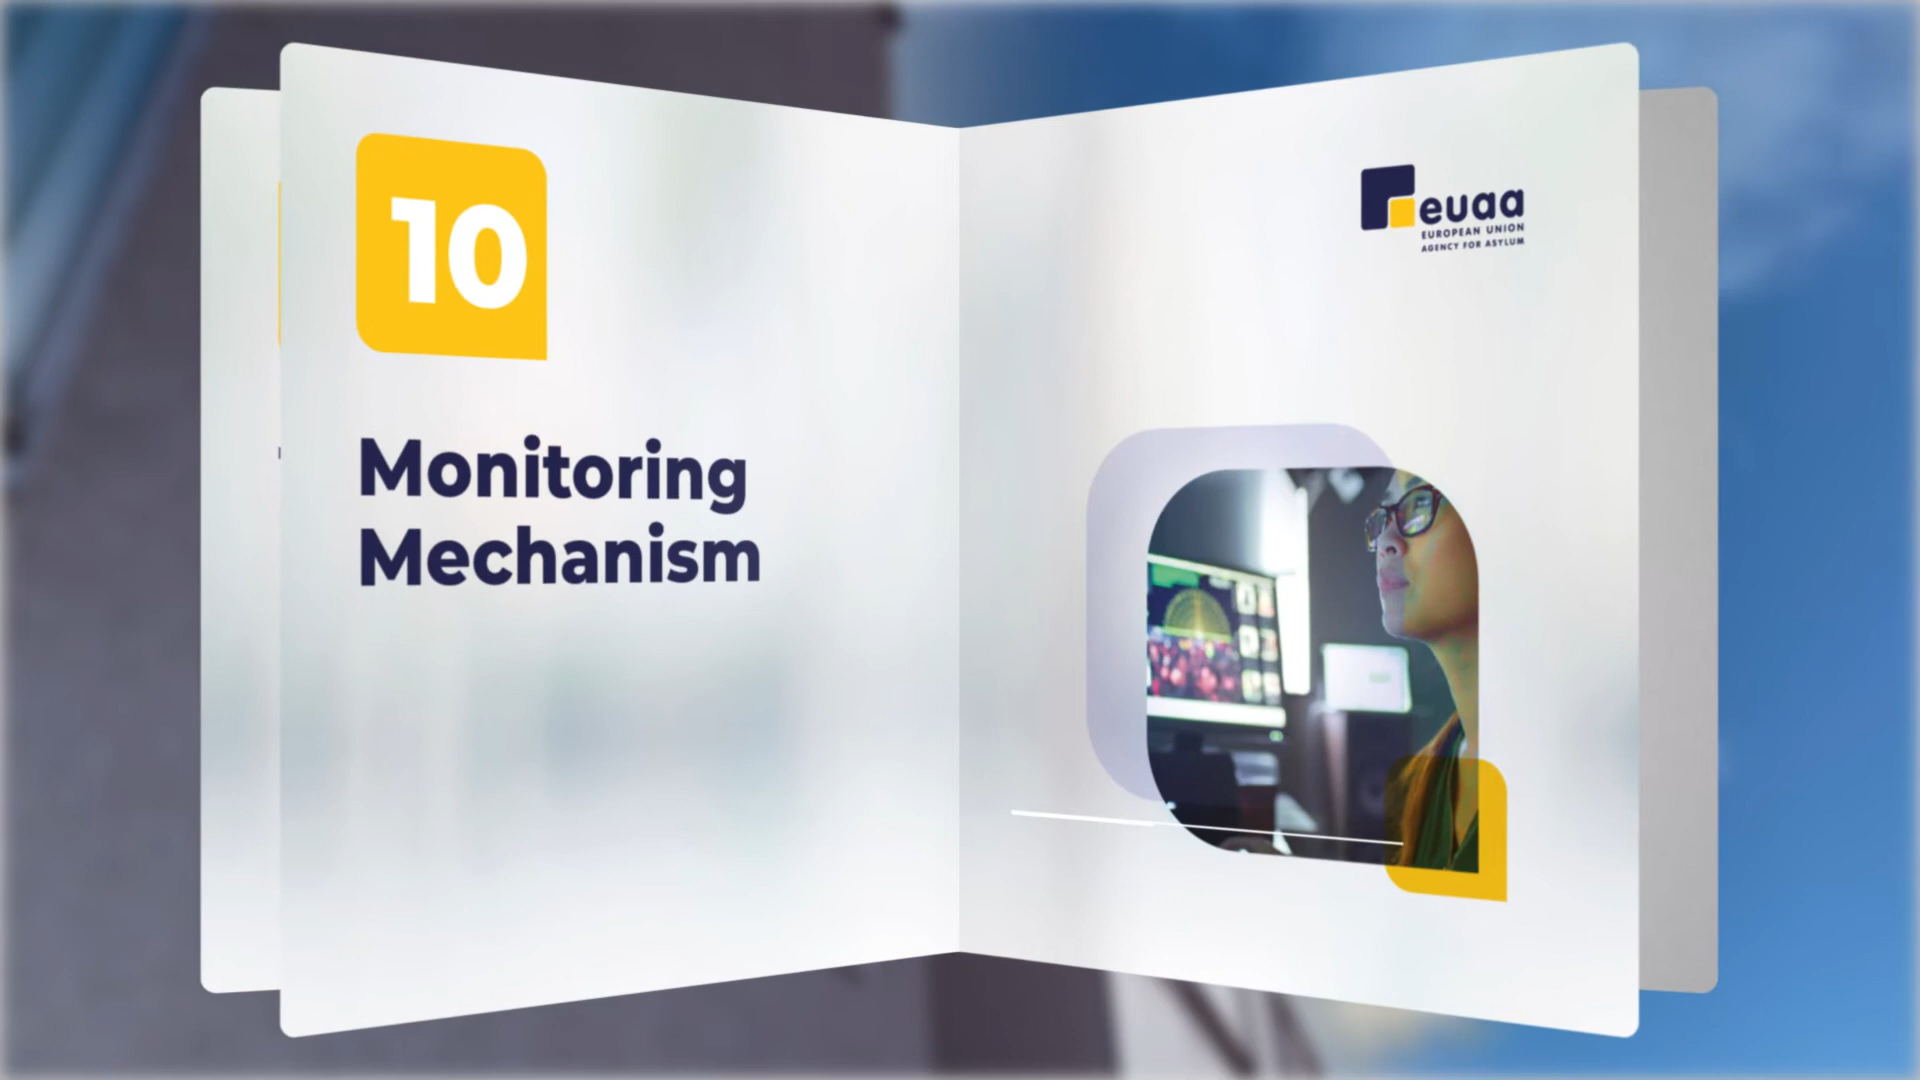 10
Monitoring
Mechanism
euaa
EUROPEAN UNION
AGENCY FOR ASYLUM